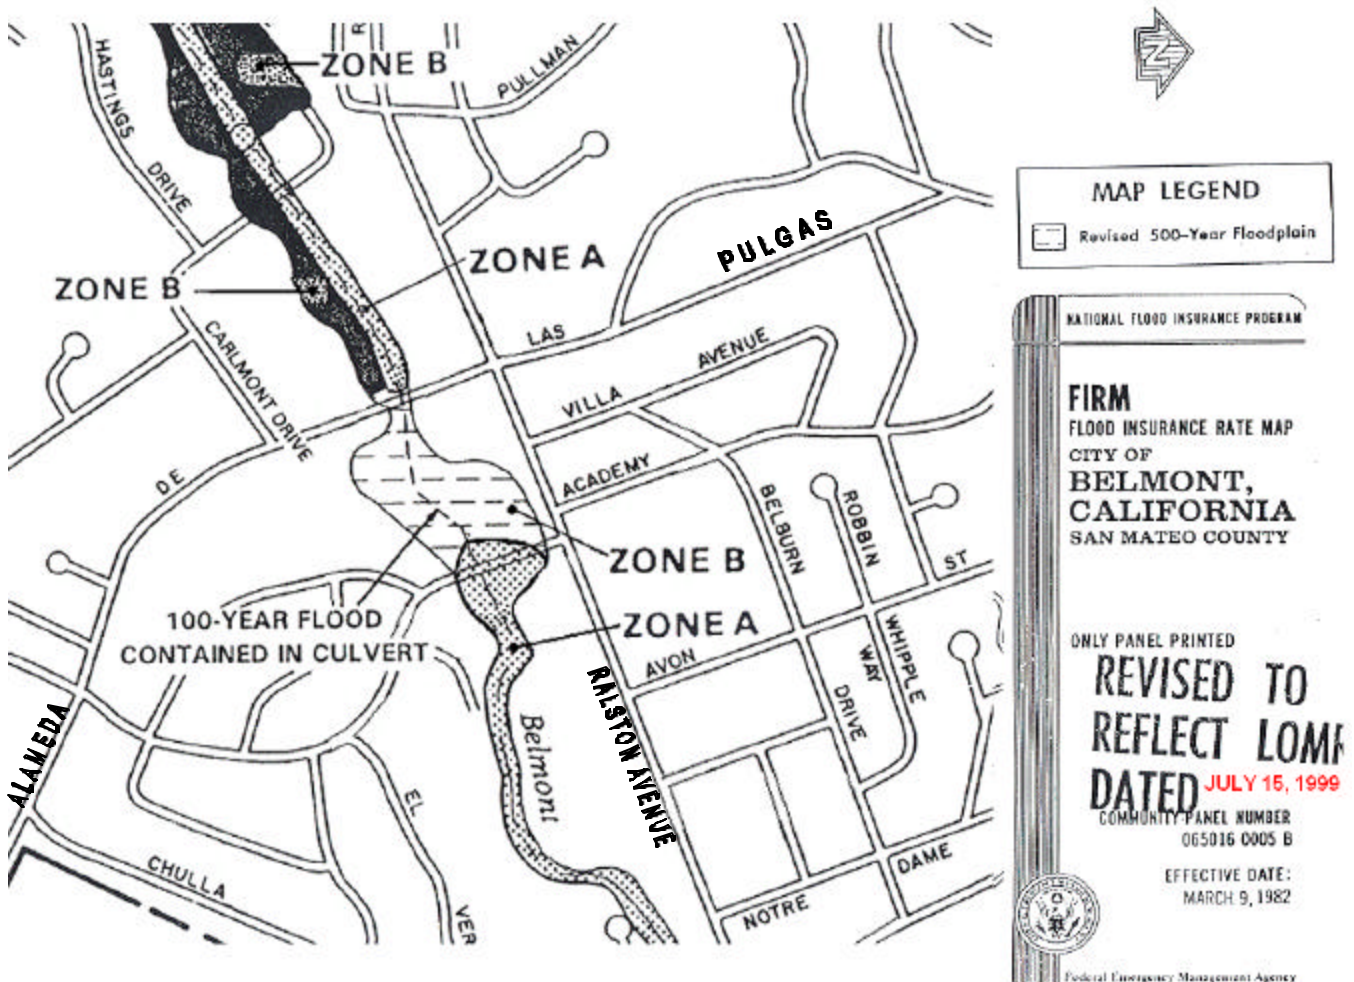 HASTINGS
DRIVE
ZONE B
PULLMAN
N
MAP LEGEND
Revised 500-Year Floodplain
ZONE A
ZONE B
PULGAS
LAS
CARLMONT DRIVE
VILLA
AVENUE
ACADEMY
DE
BELBURN
ROBBIN
ZONE B
ST
100-YEAR FLOOD
CONTAINED IN CULVERT
ZONE A
AVON
WHIPPLE
WAY
DRIVE
RALSTON AVENUE
Belmont
ALAMEDA
EL
CHULLA
VER
NOTRE
DAME
NATIONAL FLOOD INSURANCE PROGRAM
FIRM
FLOOD INSURANCE RATE MAP
CITY OF
BELMONT,
CALIFORNIA
SAN MATEO COUNTY
ONLY PANEL PRINTED
REVISED TO
REFLECT LOMR
DATED JULY 15, 1999
COMMUNITY-PANEL NUMBER
065016 0005 B
EFFECTIVE DATE:
MARCH 9, 1982
Federal Emergency Management Agency